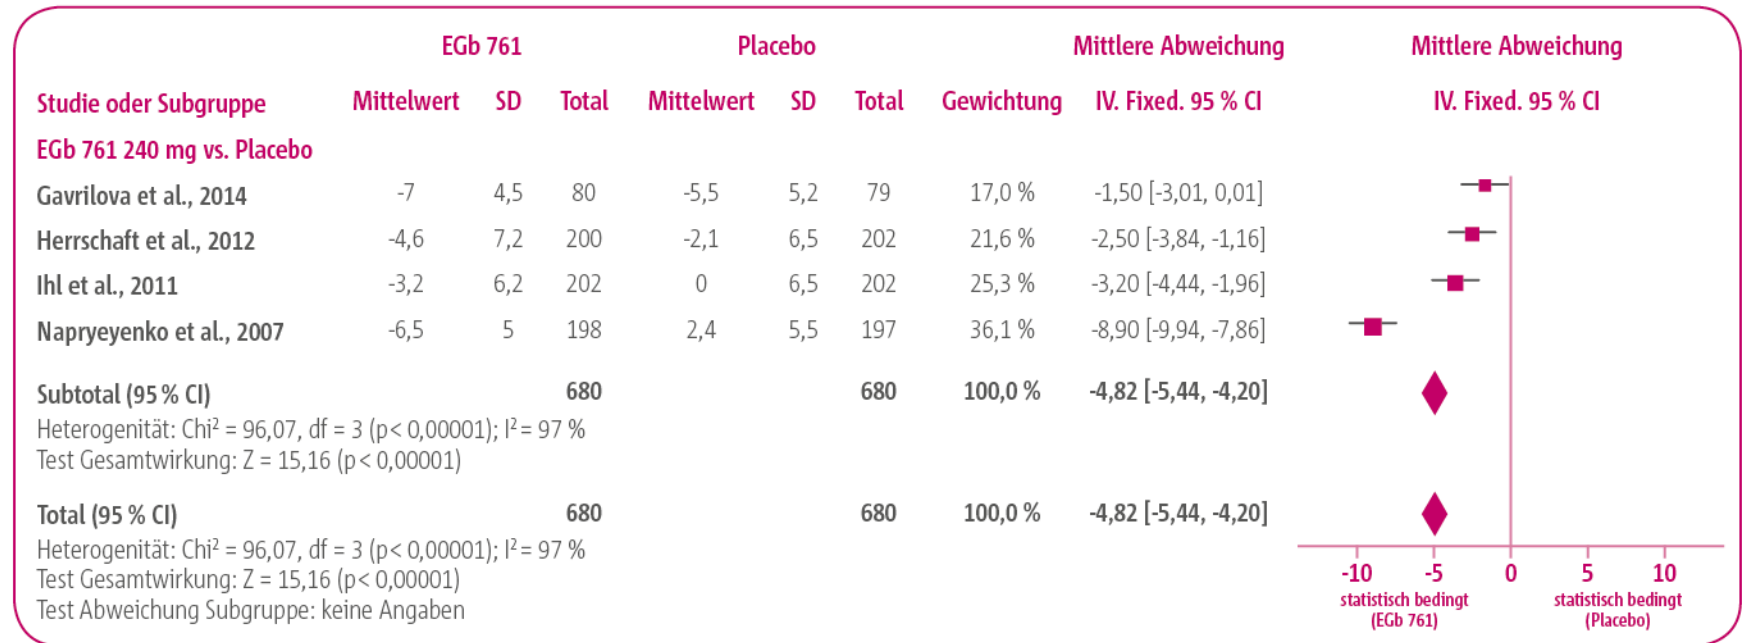 EGb 761 Placebo Mittlere Abweichung Mittlere Abweichung
Studie oder Subgruppe Mittelwert SD Total Mittelwert SD Total Gewichtung IV. Fixed. 95 % CI IV. Fixed. 95 % CI
EGb 761 240 mg vs. Placebo
Gavrilova et al., 2014 -7 4,5 80 -5,5 5,2 79 17,0 % -1,50 [-3,01, 0,01]
Herrschaft et al., 2012 -4,6 7,2 200 -2,1 6,5 202 21,6 % -2,50 [-3,84, -1,16]
Ihl et al., 2011 -3,2 6,2 202 0 6,5 202 25,3 % -3,20 [-4,44, -1,96]
Napryeyenko et al., 2007 -6,5 5 198 2,4 5,5 197 36,1 % -8,90 [-9,94, -7,86]
Subtotal (95 % CI) 680 680 100,0 % -4,82 [-5,44, -4,20]
Heterogenität: Chi² = 96,07, df = 3 (p< 0,00001); I² = 97 %
Test Gesamtwirkung: Z = 15,16 (p< 0,00001)
Total (95 % CI) 680 680 100,0 % -4,82 [-5,44, -4,20]
Heterogenität: Chi² = 96,07, df = 3 (p< 0,00001); I² = 97 %
Test Gesamtwirkung: Z = 15,16 (p< 0,00001)
Test Abweichung Subgruppe: keine Angaben
-10 -5 0 5 10
statistisch bedingt statistisch bedingt
(EGb 761) (Placebo)